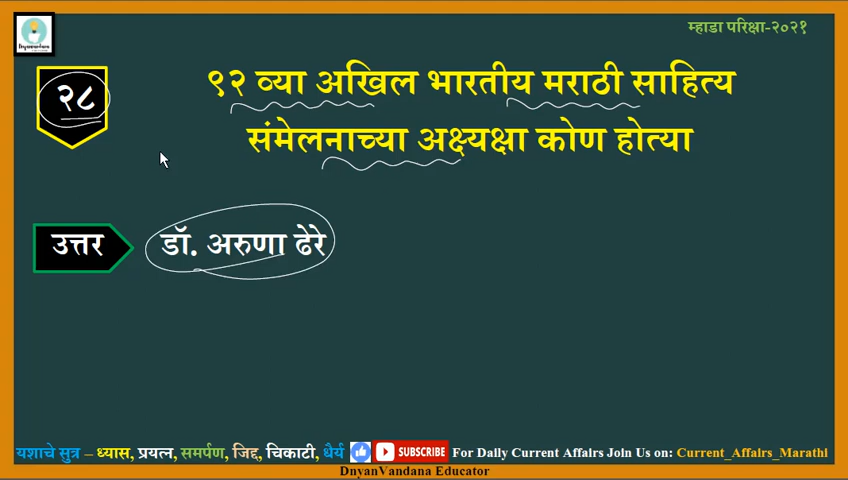 Dnyanvandana
म्हाडा परिक्षा-२०२१
२८
९२ व्या अखिल भारतीय मराठी साहित्य
संमेलनाच्या अक्ष्यक्षा कोण होत्या
उत्तर
डॉ. अरुणा ढेरे
यशाचे सुत्र – ध्यास, प्रयत्न, समर्पण, जिद्द, चिकाटी, धैर्य SUBSCRIBE For Daily Current Affairs Join Us on: Current_Affairs_Marathi
DnyanVandana Educator